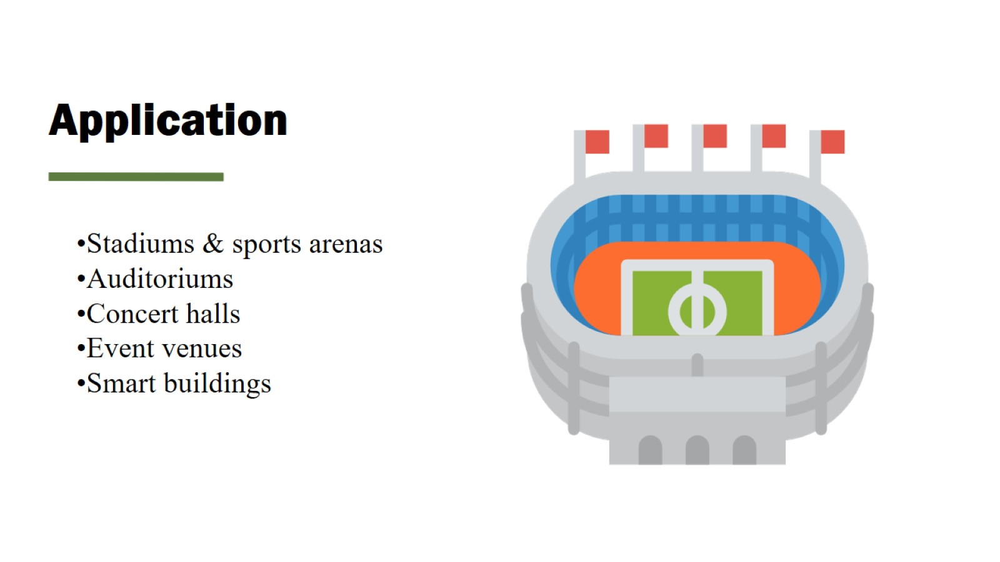 Application
•Stadiums & sports arenas
•Auditoriums
•Concert halls
•Event venues
•Smart buildings